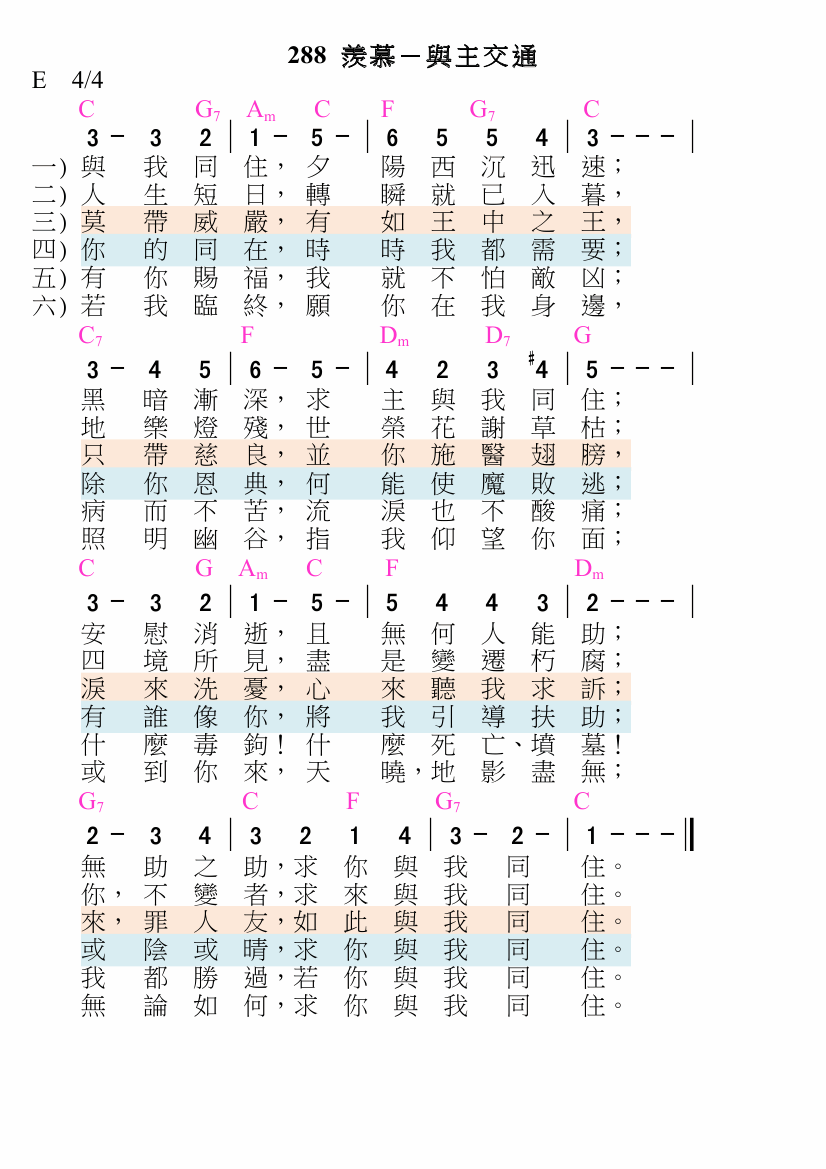 288 羨慕－與主交通
E 4/4
C G7 Am C F G7 C
3 － 3 2 | 1 － 5 － | 6 5 5 4 | 3 － － － |
一) 與我同住，夕陽西沉迅速；
二) 人生短日，轉瞬就已入暮，
三) 莫帶威嚴，有如王中之王，
四) 你的同在，時時我都需要；
五) 有你賜福，我就不怕敵凶；
六) 若我臨終，願你在我身邊，
C7 F Dm D7 G
3 － 4 5 | 6 － 5 － | 4 2 3 ♯4 | 5 － － － |
黑暗漸深，求主與我同住；
地樂燈殘，世榮花謝草枯；
只帶慈良，並你施醫翅膀，
除你恩典，何能使魔敗逃；
病而不苦，流淚也不酸痛；
照明幽谷，指我仰望你面；
C G Am C F Dm
3 － 3 2 | 1 － 5 － | 5 4 4 3 | 2 － － － |
安慰消逝，且無何人能助；
四境所見，盡是變遷朽腐；
淚來洗憂，心來聽我求訴；
有誰像你，將我引導扶助；
什麼毒鉤！什麼死亡、墳墓！
或到你來，天曉，地影盡無；
G7 C F G7 C
2 － 3 4 | 3 2 1 4 | 3 － 2 － | 1 － － － ‖
無助之助，求你與我同住。
你，不變者，求來與我同住。
來，罪人友，如此與我同住。
或陰或晴，求你與我同住。
我都勝過，若你與我同住。
無論如何，求你與我同住。